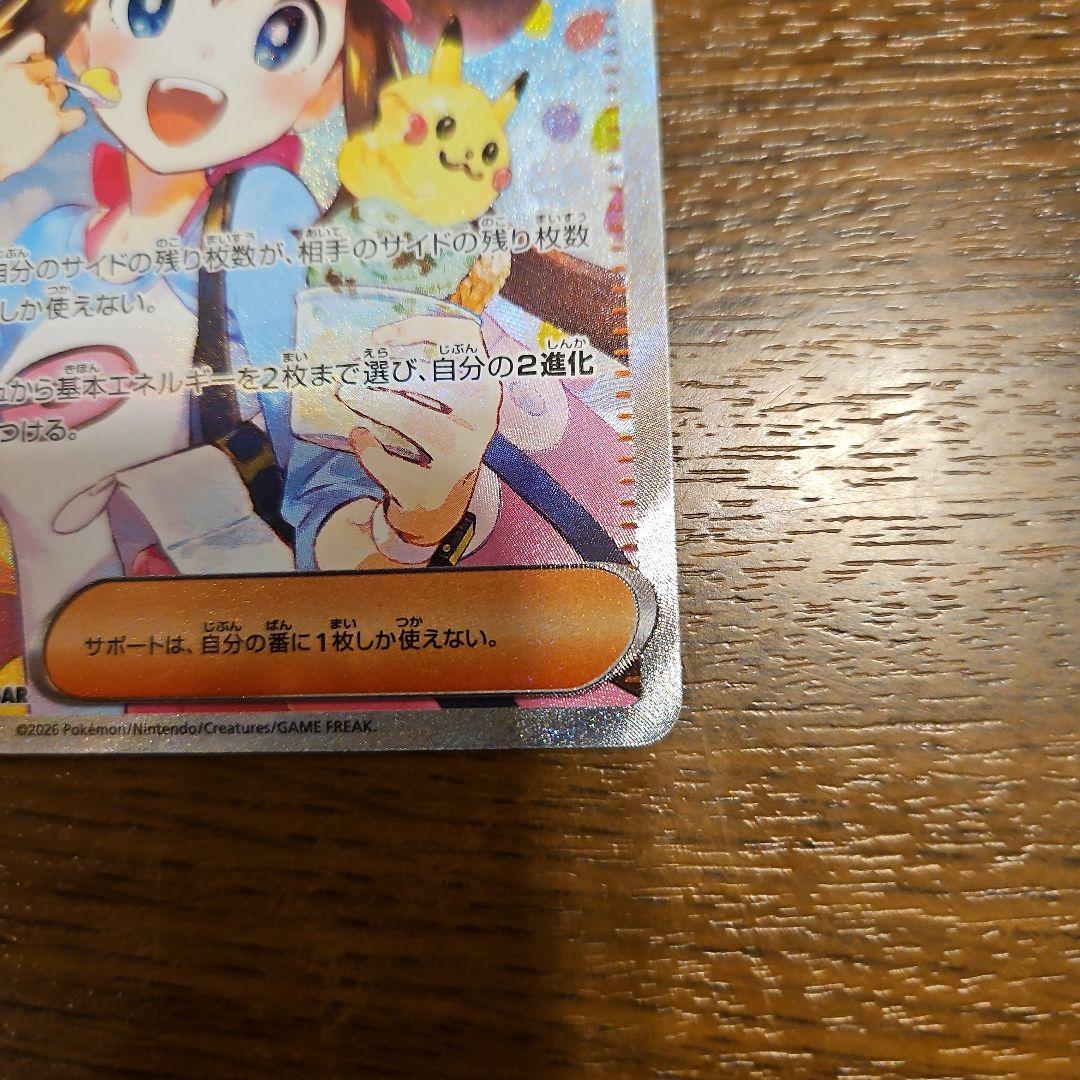 自分のサイドの残り枚数が、相手のサイドの残り枚数
しか使えない。
から基本エネルギーを2枚まで選び、自分の2進化
つける。
サポートは、自分の番に1枚しか使えない。
©2026 Pokémon/Nintendo/Creatures/GAME FREAK.